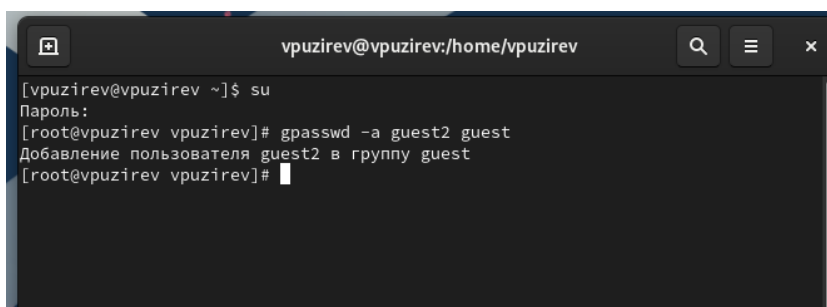 vpuzirev@vpuzirev:/home/vpuzirev
[vpuzirev@vpuzirev ~]$ su
Пароль:
[root@vpuzirev vpuzirev]# gpasswd -a guest2 guest
Добавление пользователя guest2 в группу guest
[root@vpuzirev vpuzirev]#